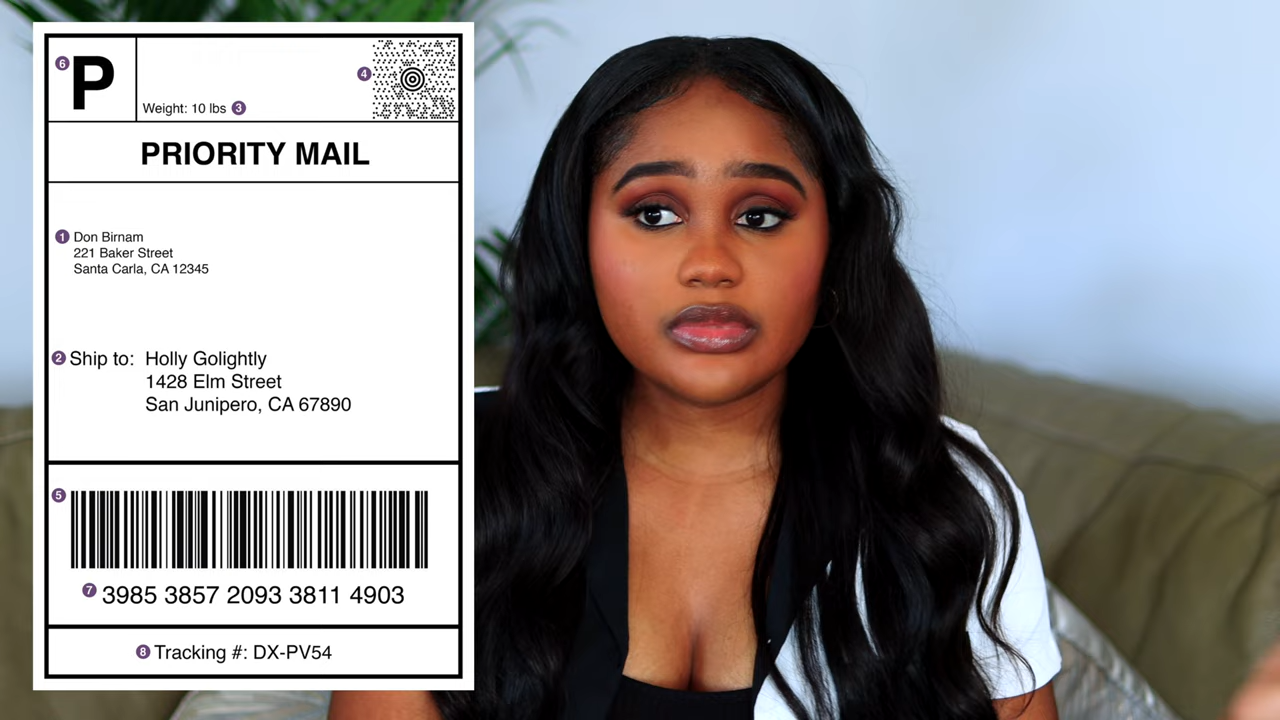 6 P
Weight: 10 lbs 3
4
PRIORITY MAIL
1 Don Birnam
221 Baker Street
Santa Carla, CA 12345
2 Ship to: Holly Golightly
1428 Elm Street
San Junipero, CA 67890
5
7 3985 3857 2093 3811 4903
8 Tracking #: DX-PV54